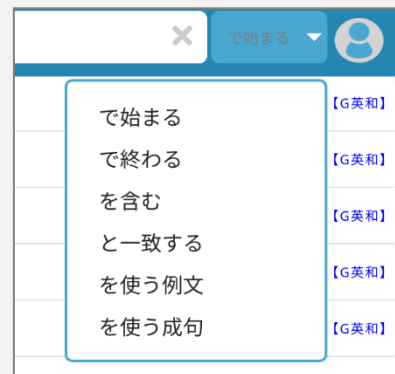 で始まる
で始まる
で終わる
を含む
と一致する
を使う例文
を使う成句
【G英和】
【G英和】
【G英和】
【G英和】
【G英和】